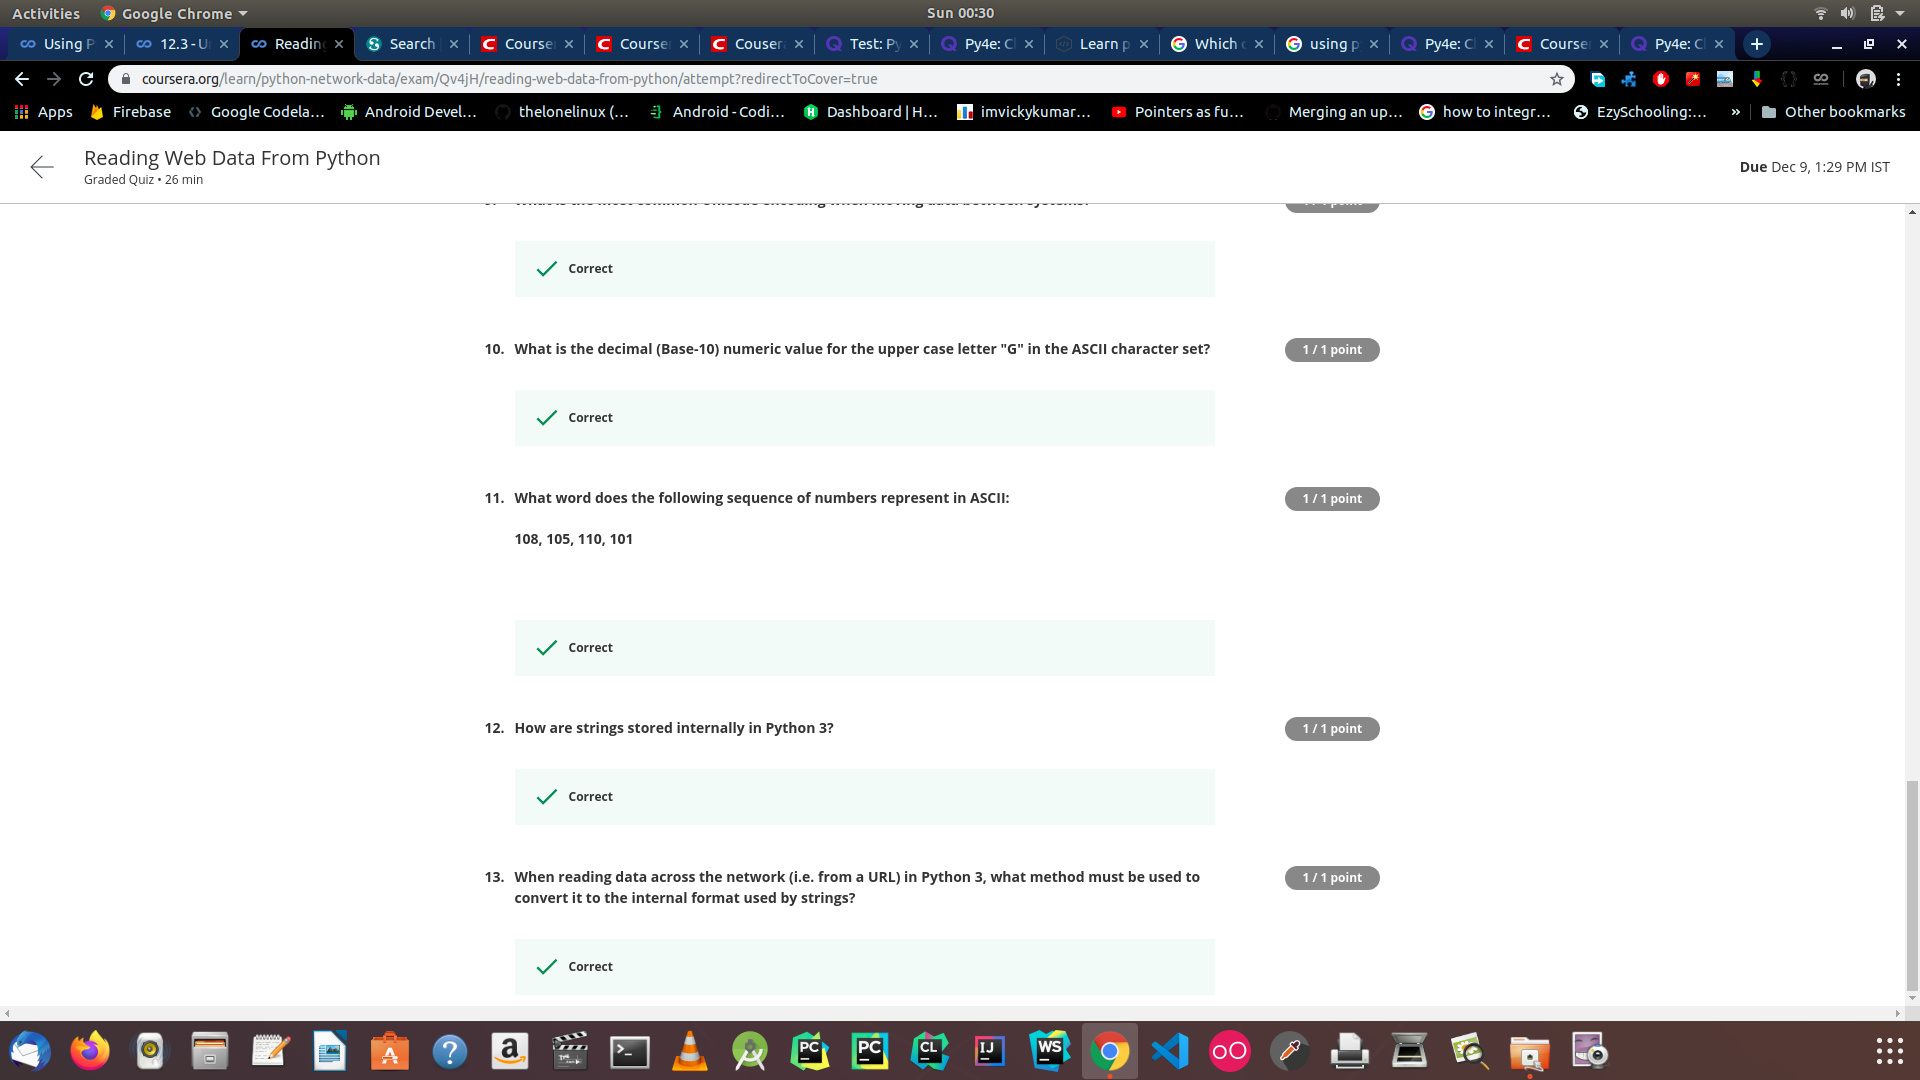 Activities Google Chrome Sun 00:30
Using P 12.3 - U Readin Search Course Course Couser Test: Py Py4e: C Learn p Which using p Py4e: C Course Py4e: C
coursera.org/learn/python-network-data/exam/Qv4jH/reading-web-data-from-python/attempt?redirectToCover=true
Apps Firebase Google Codela... Android Devel... thelonelinux (... Android - Codi... Dashboard | H... imvickykumar... Pointers as fu... Merging an up... how to integr... EzySchooling:... » Other bookmarks
Reading Web Data From Python
Graded Quiz • 26 min
Due Dec 9, 1:29 PM IST
Correct
10. What is the decimal (Base-10) numeric value for the upper case letter "G" in the ASCII character set? 1 / 1 point
Correct
11. What word does the following sequence of numbers represent in ASCII: 1 / 1 point
108, 105, 110, 101
Correct
12. How are strings stored internally in Python 3? 1 / 1 point
Correct
13. When reading data across the network (i.e. from a URL) in Python 3, what method must be used to 1 / 1 point
convert it to the internal format used by strings?
Correct